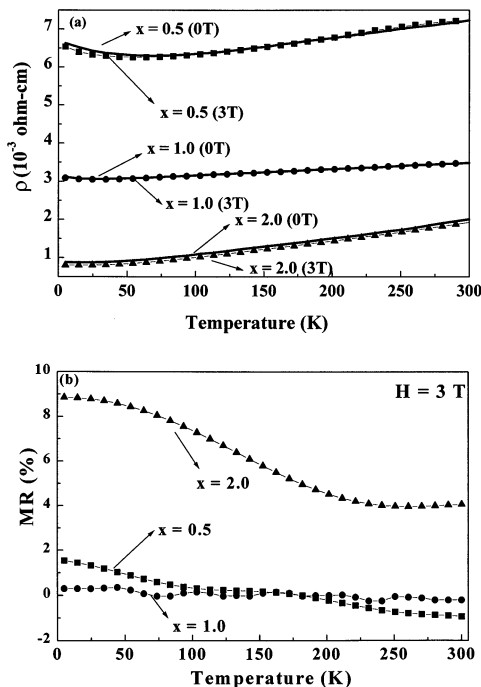 (a)
7
6
5
4
3
2
1
x = 0.5 (0T)
x = 0.5 (3T)
x = 1.0 (0T)
x = 1.0 (3T)
x = 2.0 (0T)
x = 2.0 (3T)
ρ (10⁻³ ohm-cm)
0 50 100 150 200 250 300
Temperature (K)
(b)
H = 3 T
10
8
6
4
2
0
-2
MR (%)
x = 2.0
x = 0.5
x = 1.0
0 50 100 150 200 250 300
Temperature (K)